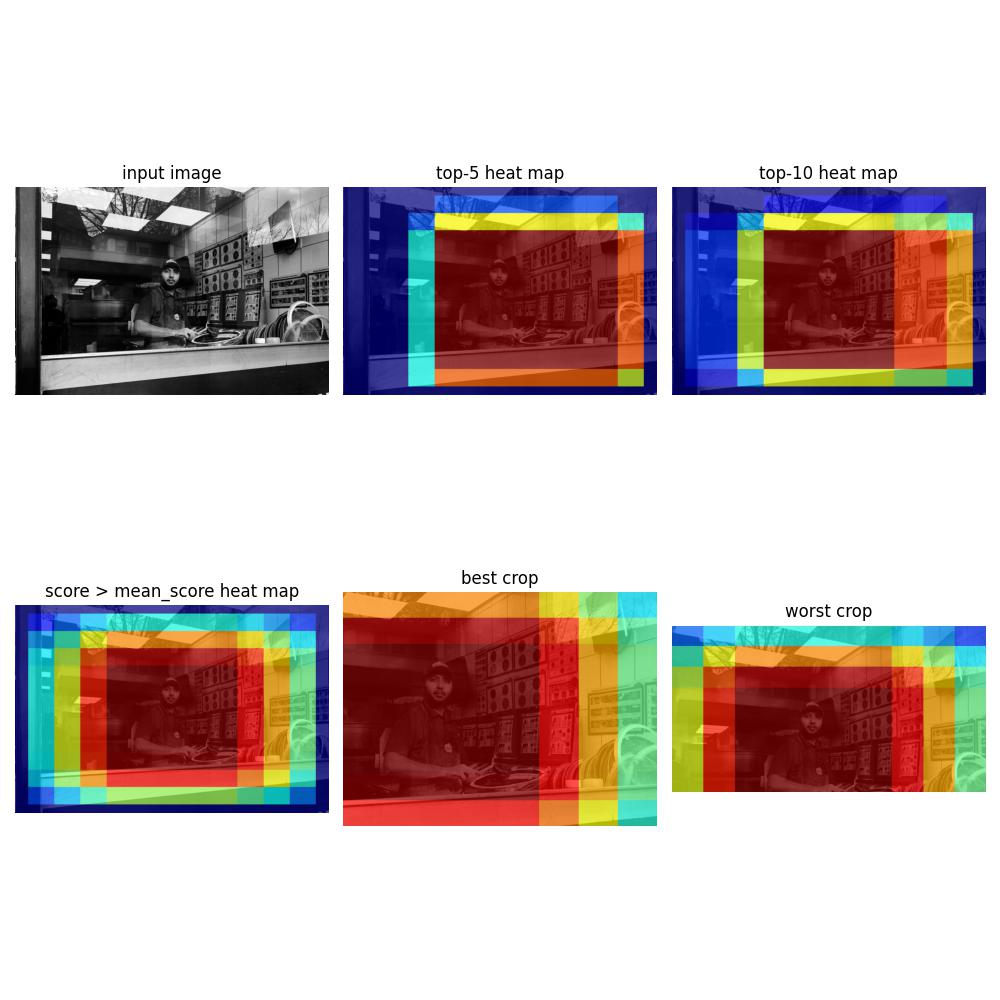 input image
top-5 heat map
top-10 heat map
score > mean_score heat map
best crop
worst crop